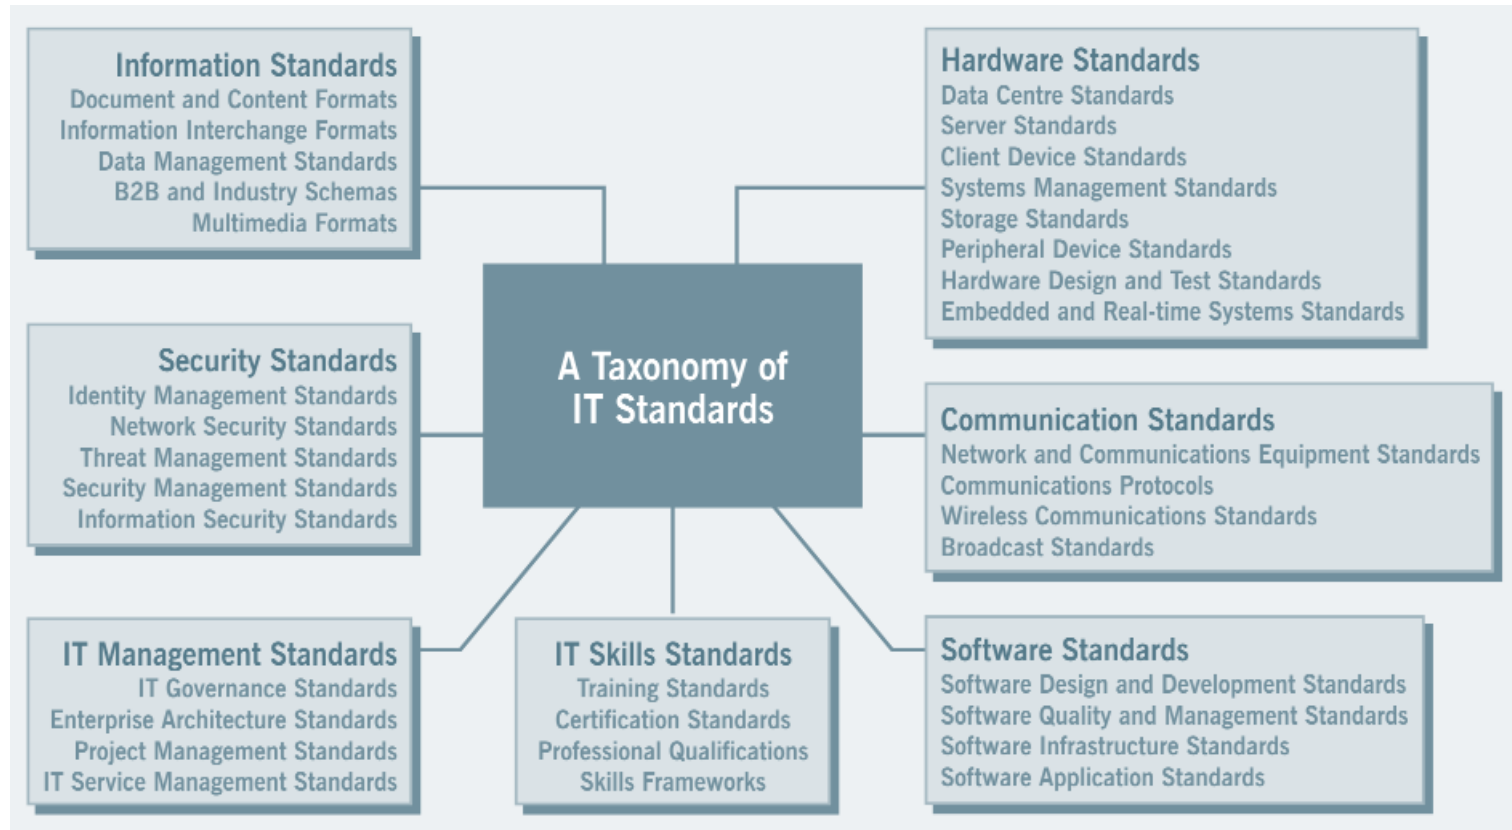 Information Standards
Document and Content Formats
Information Interchange Formats
Data Management Standards
B2B and Industry Schemas
Multimedia Formats
Hardware Standards
Data Centre Standards
Server Standards
Client Device Standards
Systems Management Standards
Storage Standards
Peripheral Device Standards
Hardware Design and Test Standards
Embedded and Real-time Systems Standards
A Taxonomy of
IT Standards
Security Standards
Identity Management Standards
Network Security Standards
Threat Management Standards
Security Management Standards
Information Security Standards
Communication Standards
Network and Communications Equipment Standards
Communications Protocols
Wireless Communications Standards
Broadcast Standards
IT Management Standards
IT Governance Standards
Enterprise Architecture Standards
Project Management Standards
IT Service Management Standards
IT Skills Standards
Training Standards
Certification Standards
Professional Qualifications
Skills Frameworks
Software Standards
Software Design and Development Standards
Software Quality and Management Standards
Software Infrastructure Standards
Software Application Standards